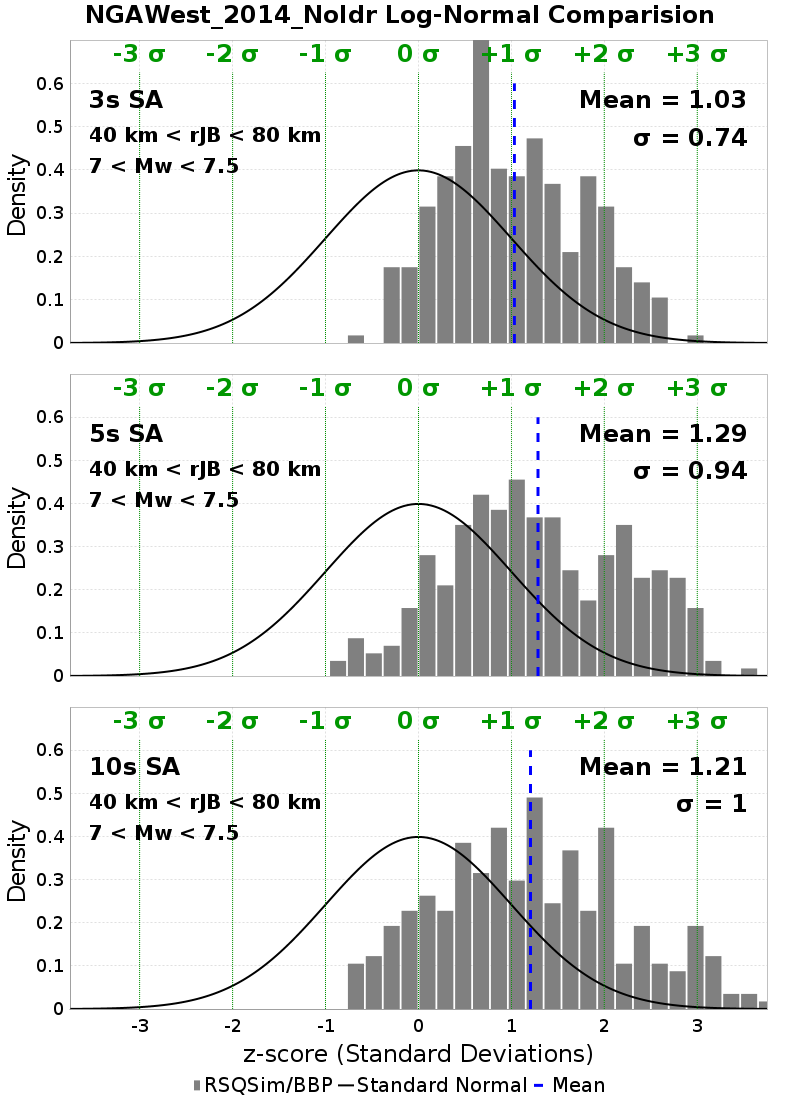 NGAWest_2014_NoIdr Log-Normal Comparision
-3 σ -2 σ -1 σ 0 σ +1 σ +2 σ +3 σ
3s SA
Mean = 1.03
40 km < rJB < 80 km
σ = 0.74
7 < Mw < 7.5
0.6
0.5
0.4
0.3
0.2
0.1
0
Density
-3 σ -2 σ -1 σ 0 σ +1 σ +2 σ +3 σ
5s SA
Mean = 1.29
40 km < rJB < 80 km
σ = 0.94
7 < Mw < 7.5
0.6
0.5
0.4
0.3
0.2
0.1
0
Density
-3 σ -2 σ -1 σ 0 σ +1 σ +2 σ +3 σ
10s SA
Mean = 1.21
40 km < rJB < 80 km
σ = 1
7 < Mw < 7.5
0.6
0.5
0.4
0.3
0.2
0.1
0
Density
-3 -2 -1 0 1 2 3
z-score (Standard Deviations)
RSQSim/BBP Standard Normal Mean